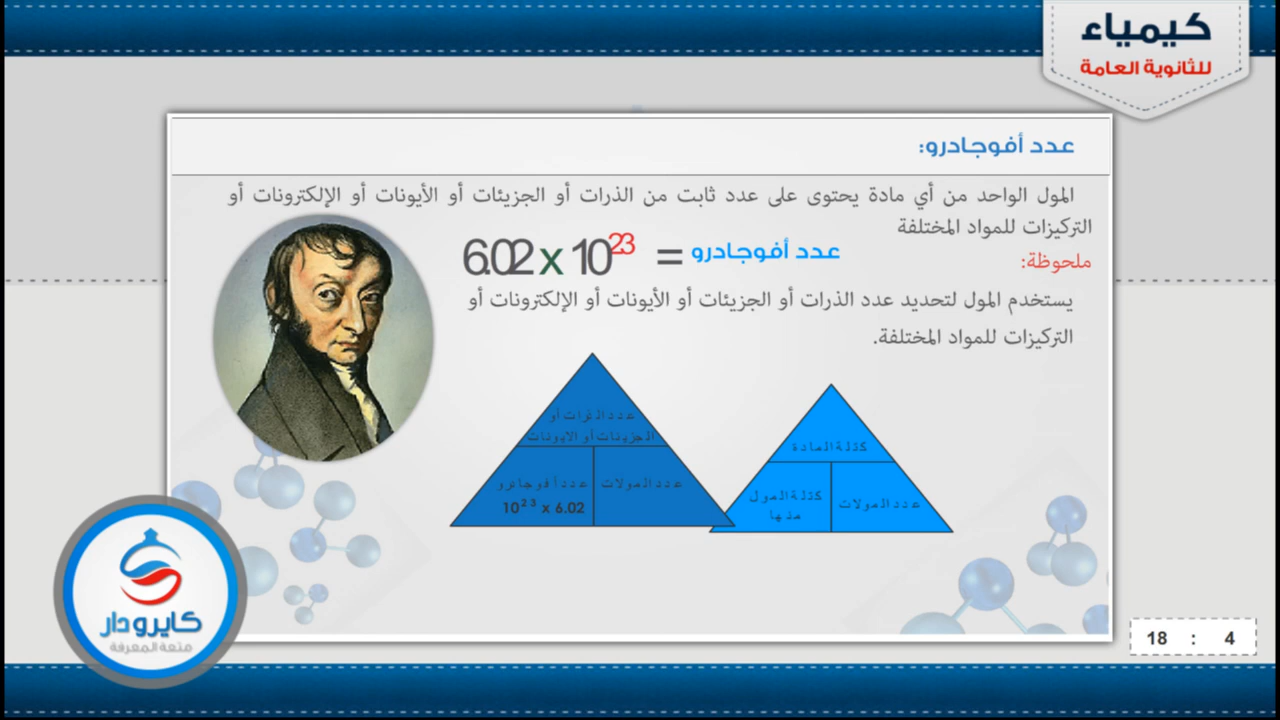 كيمياء
للثانوية العامة
عدد أفوجادرو:
المول الواحد من أي مادة يحتوى على عدد ثابت من الذرات أو الجزيئات أو الأيونات أو الإلكترونات أو
التركيزات للمواد المختلفة
عدد أفوجادرو = 6.02 x 10²³
ملحوظة:
يستخدم المول لتحديد عدد الذرات أو الجزيئات أو الأيونات أو الإلكترونات أو
التركيزات للمواد المختلفة.
كتلة المادة
عدد المولات
كتلة المول
منها
عدد الذرات أو
الجزيئات أو الايونات
عدد المولات
عدد أفوجادرو
10²³ x 6.02
كايرودار
متعة المعرفة
18 : 4